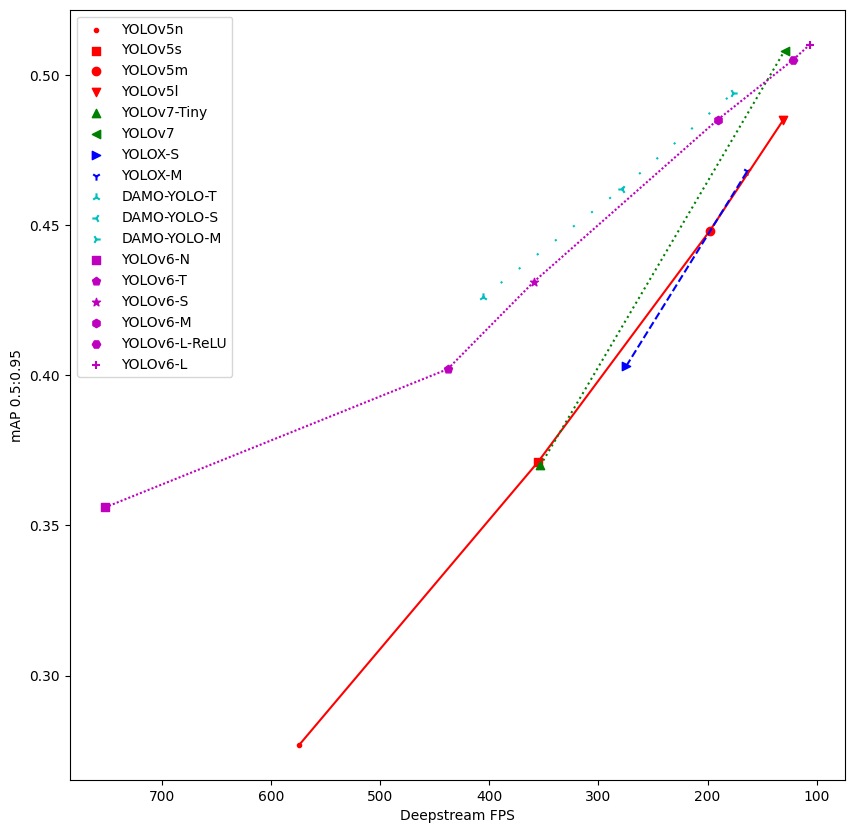 YOLOv5n
YOLOv5s
YOLOv5m
YOLOv5l
YOLOv7-Tiny
YOLOv7
YOLOX-S
YOLOX-M
DAMO-YOLO-T
DAMO-YOLO-S
DAMO-YOLO-M
YOLOv6-N
YOLOv6-T
YOLOv6-S
YOLOv6-M
YOLOv6-L-ReLU
YOLOv6-L
0.50
0.45
0.40
0.35
0.30
mAP 0.5:0.95
700 600 500 400 300 200 100
Deepstream FPS